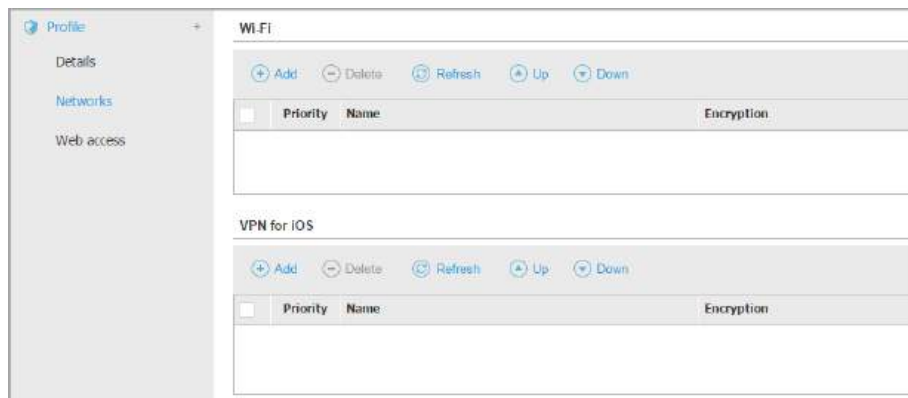 Profile
Details
Networks
Web access
Wi-Fi
Add Delete Refresh Up Down
Priority Name Encryption
VPN for iOS
Add Delete Refresh Up Down
Priority Name Encryption